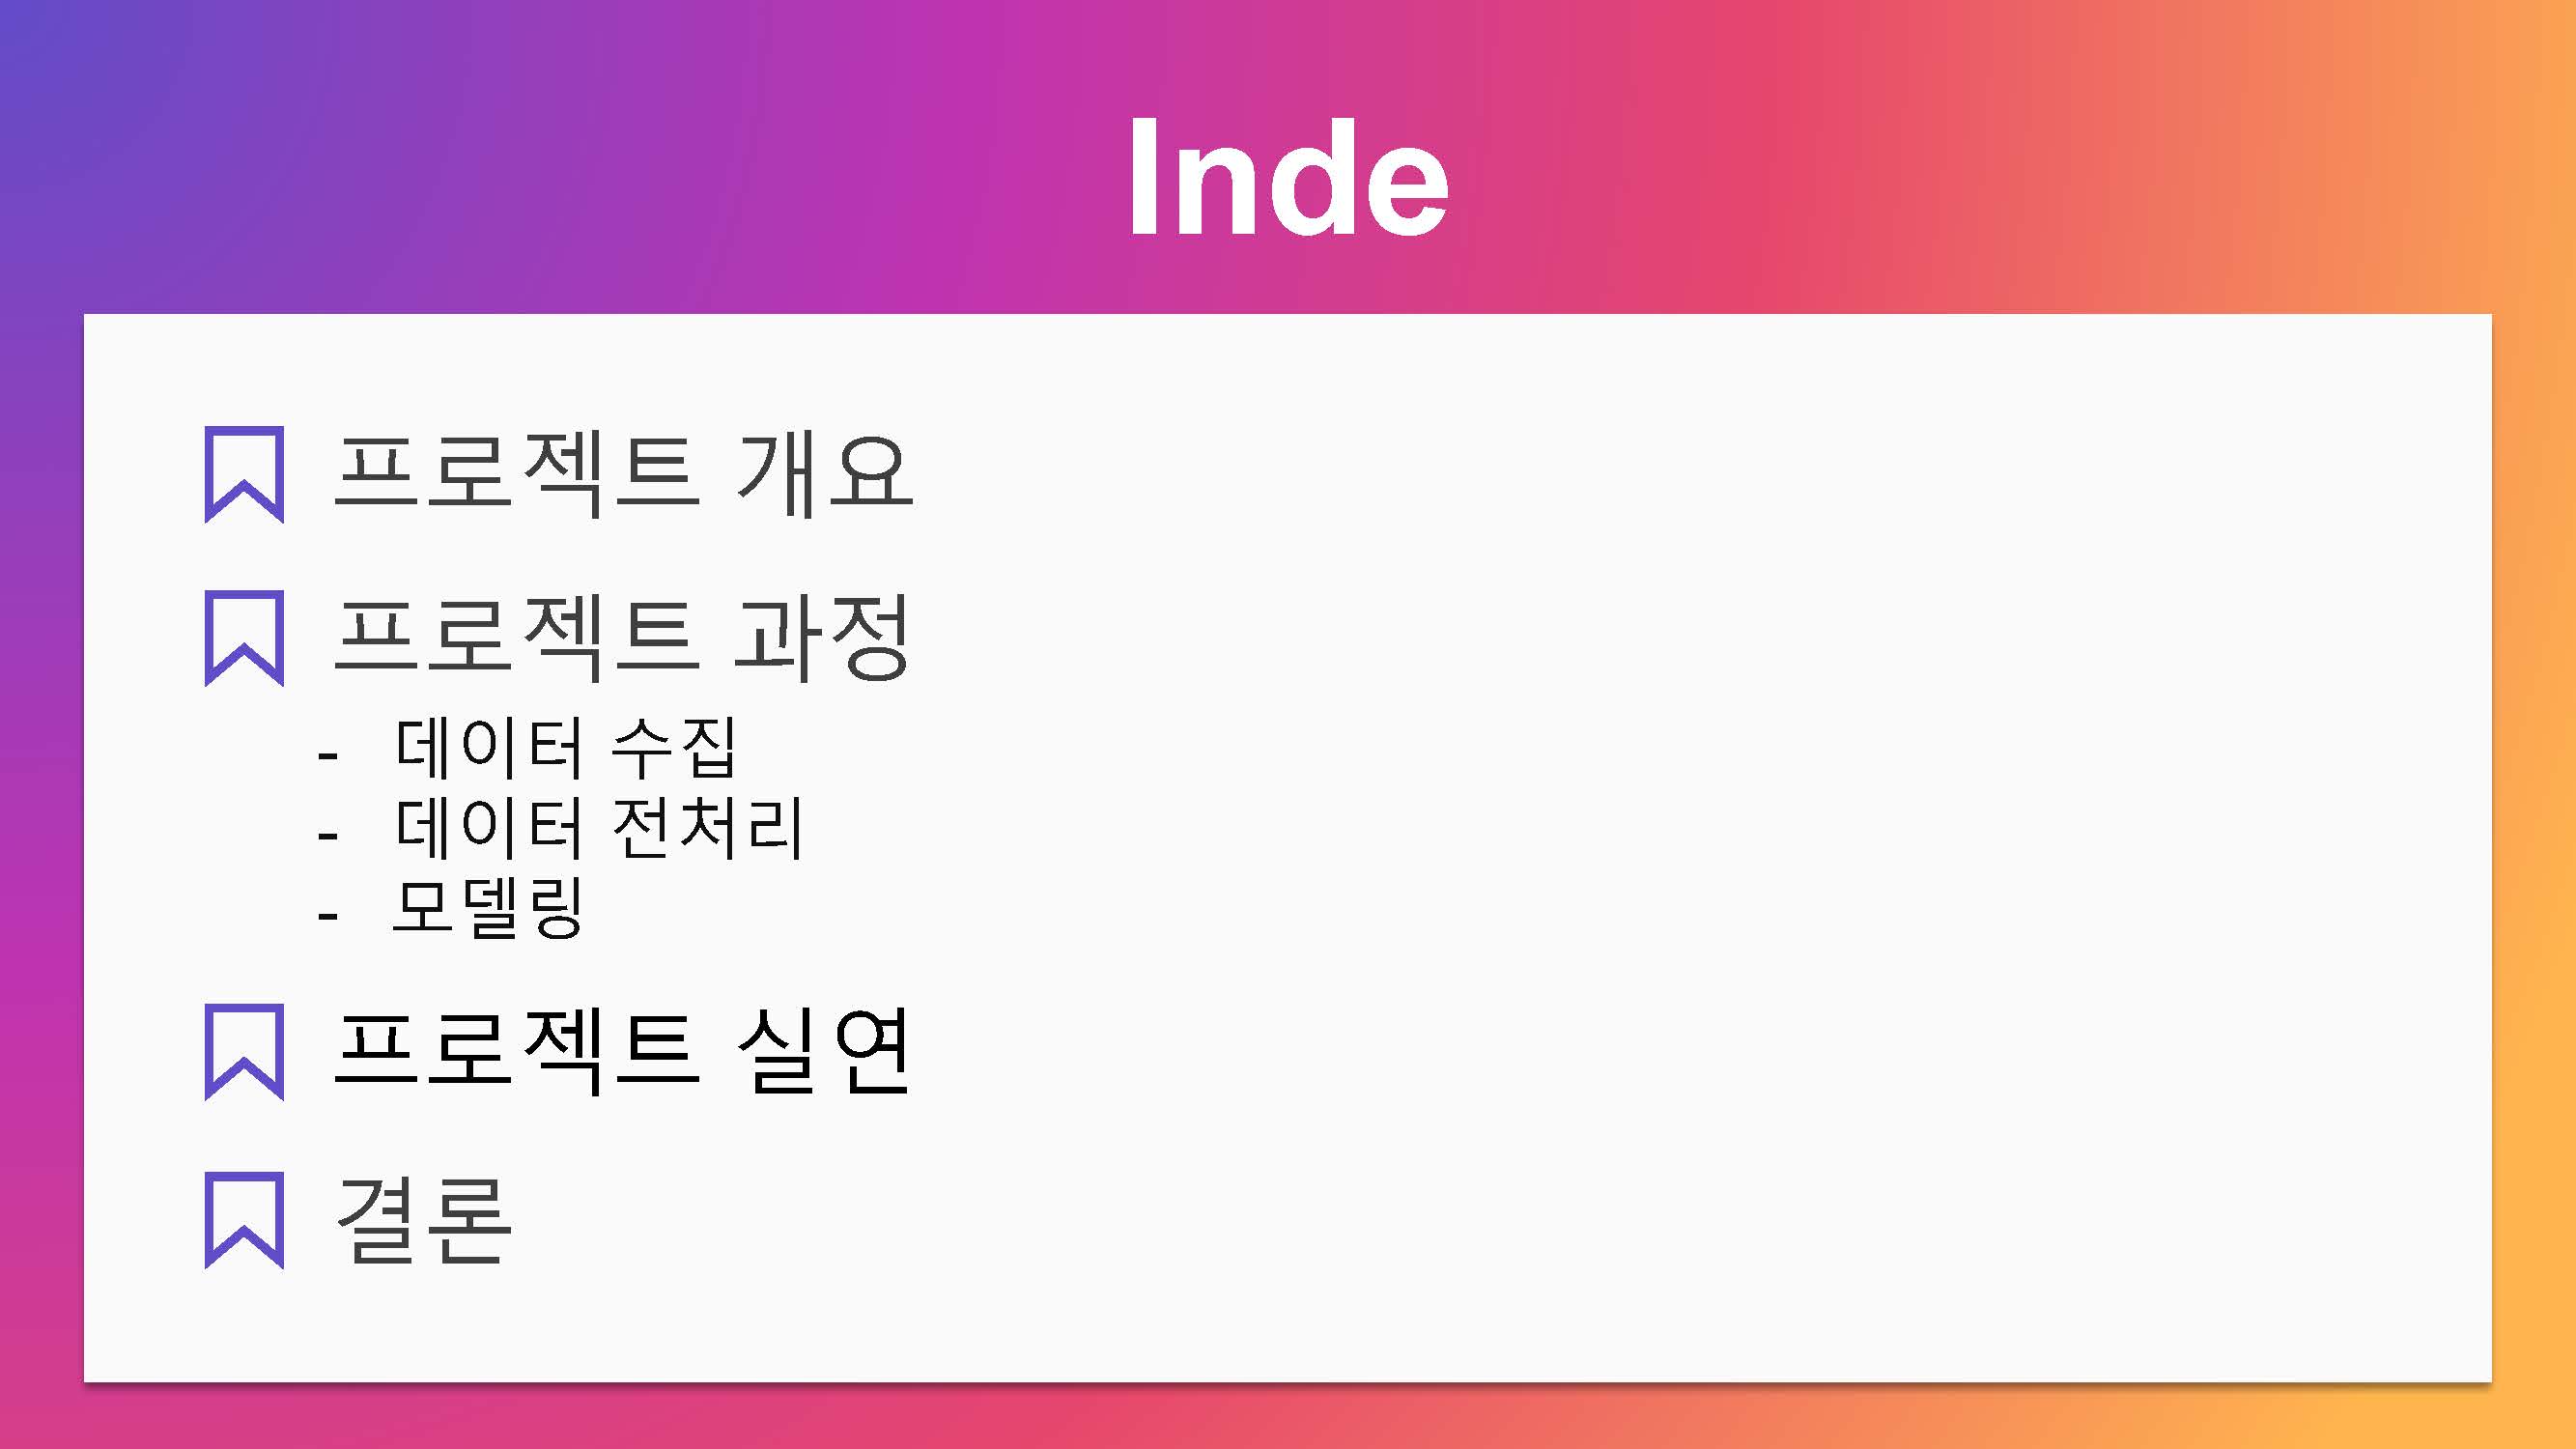 Inde
프로젝트 개요
프로젝트 과정
- 데이터 수집
- 데이터 전처리
- 모델링
프로젝트 실연
결론